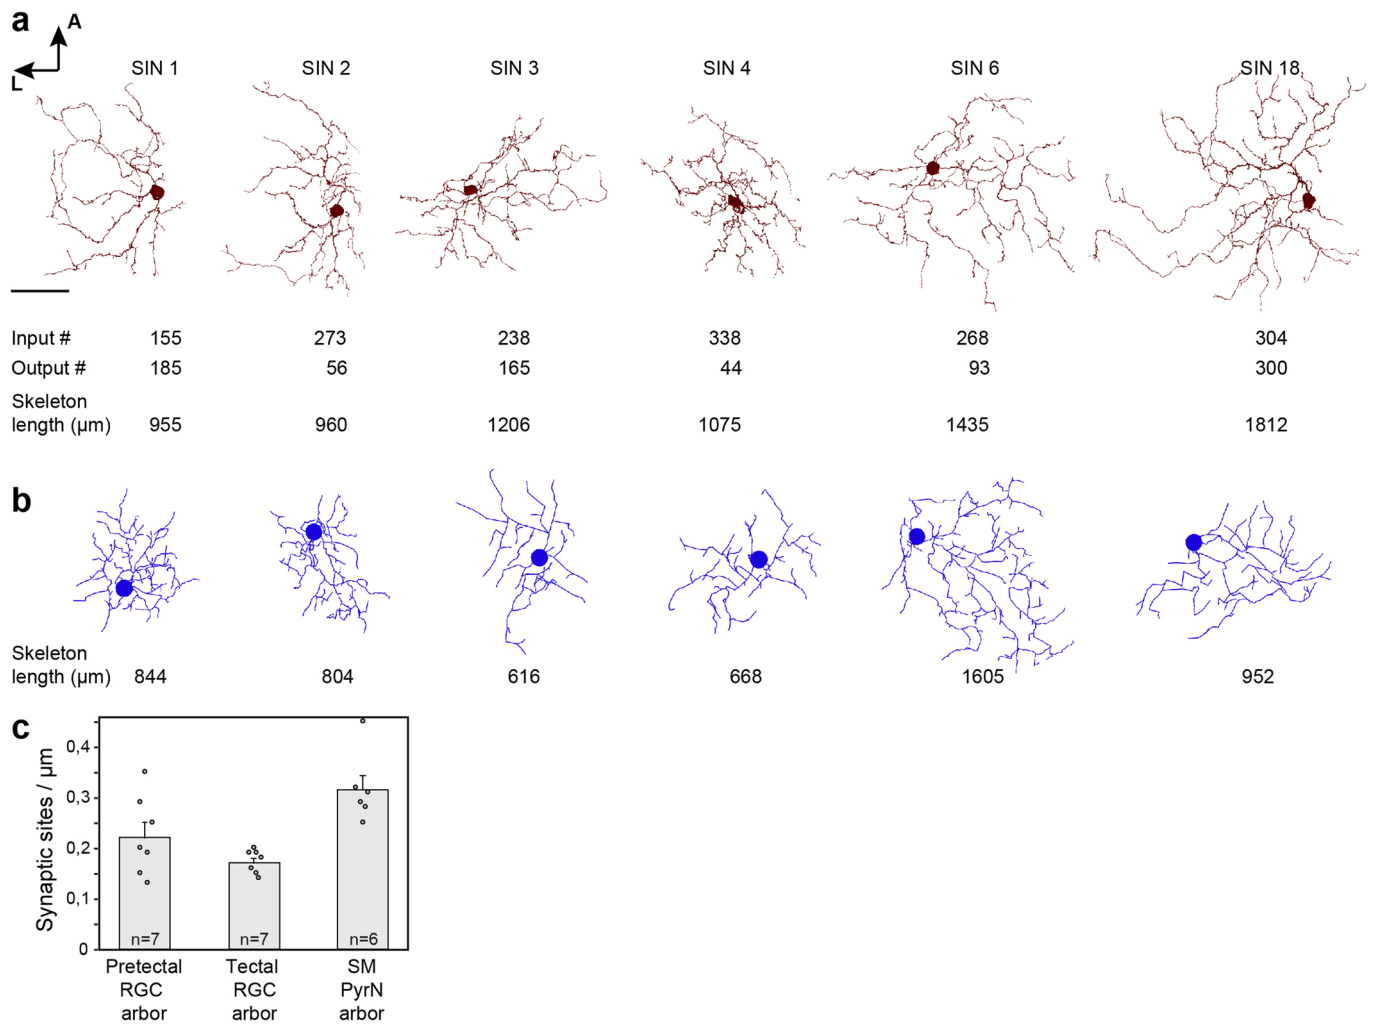 a
A
L
SIN 1 SIN 2 SIN 3 SIN 4 SIN 6 SIN 18
Input # 155 273 238 338 268 304
Output # 185 56 165 44 93 300
Skeleton
length (µm) 955 960 1206 1075 1435 1812
b
Skeleton
length (µm) 844 804 616 668 1605 952
c
Synaptic sites / µm
0,4
0,3
0,2
0,1
0
n=7 n=7 n=6
Pretectal Tectal SM
RGC RGC PyrN
arbor arbor arbor